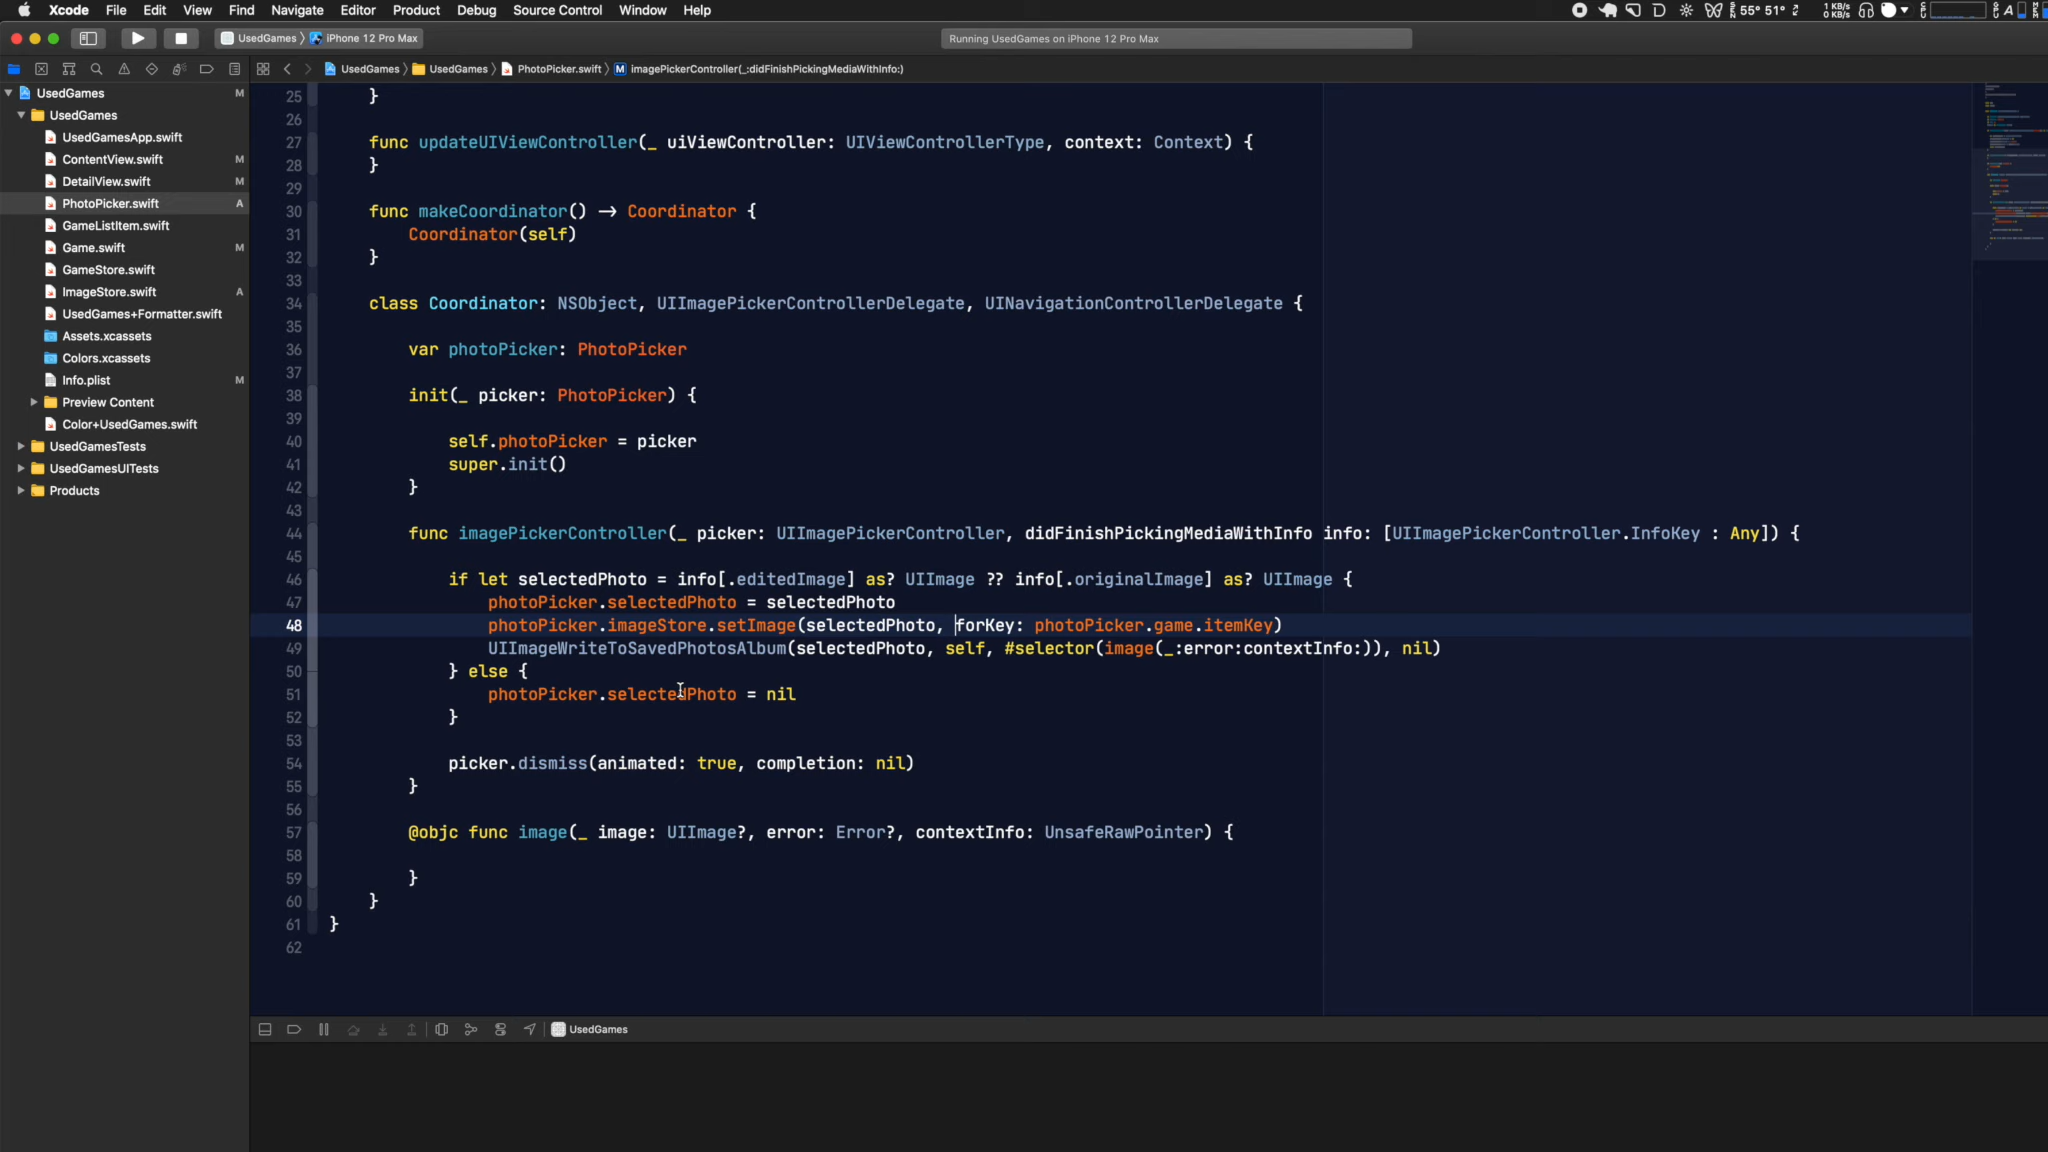 Xcode File Edit View Find Navigate Editor Product Debug Source Control Window Help 55° 51° 1 KB/s 0 KB/s
UsedGames iPhone 12 Pro Max Running UsedGames on iPhone 12 Pro Max
UsedGames UsedGames PhotoPicker.swift M imagePickerController(_:didFinishPickingMediaWithInfo:)
UsedGames M
UsedGames
UsedGamesApp.swift
ContentView.swift M
DetailView.swift M
PhotoPicker.swift A
GameListItem.swift
Game.swift M
GameStore.swift
ImageStore.swift A
UsedGames+Formatter.swift
Assets.xcassets
Colors.xcassets
Info.plist M
Preview Content
Color+UsedGames.swift
UsedGamesTests
UsedGamesUITests
Products
25 }
26
27 func updateUIViewController(_ uiViewController: UIViewControllerType, context: Context) {
28 }
29
30 func makeCoordinator() -> Coordinator {
31 Coordinator(self)
32 }
33
34 class Coordinator: NSObject, UIImagePickerControllerDelegate, UINavigationControllerDelegate {
35
36 var photoPicker: PhotoPicker
37
38 init(_ picker: PhotoPicker) {
39
40 self.photoPicker = picker
41 super.init()
42 }
43
44 func imagePickerController(_ picker: UIImagePickerController, didFinishPickingMediaWithInfo info: [UIImagePickerController.InfoKey : Any]) {
45
46 if let selectedPhoto = info[.editedImage] as? UIImage ?? info[.originalImage] as? UIImage {
47 photoPicker.selectedPhoto = selectedPhoto
48 photoPicker.imageStore.setImage(selectedPhoto, forKey: photoPicker.game.itemKey)
49 UIImageWriteToSavedPhotosAlbum(selectedPhoto, self, #selector(image(_:error:contextInfo:)), nil)
50 } else {
51 photoPicker.selectedPhoto = nil
52 }
53
54 picker.dismiss(animated: true, completion: nil)
55 }
56
57 @objc func image(_ image: UIImage?, error: Error?, contextInfo: UnsafeRawPointer) {
58
59 }
60 }
61 }
62
UsedGames